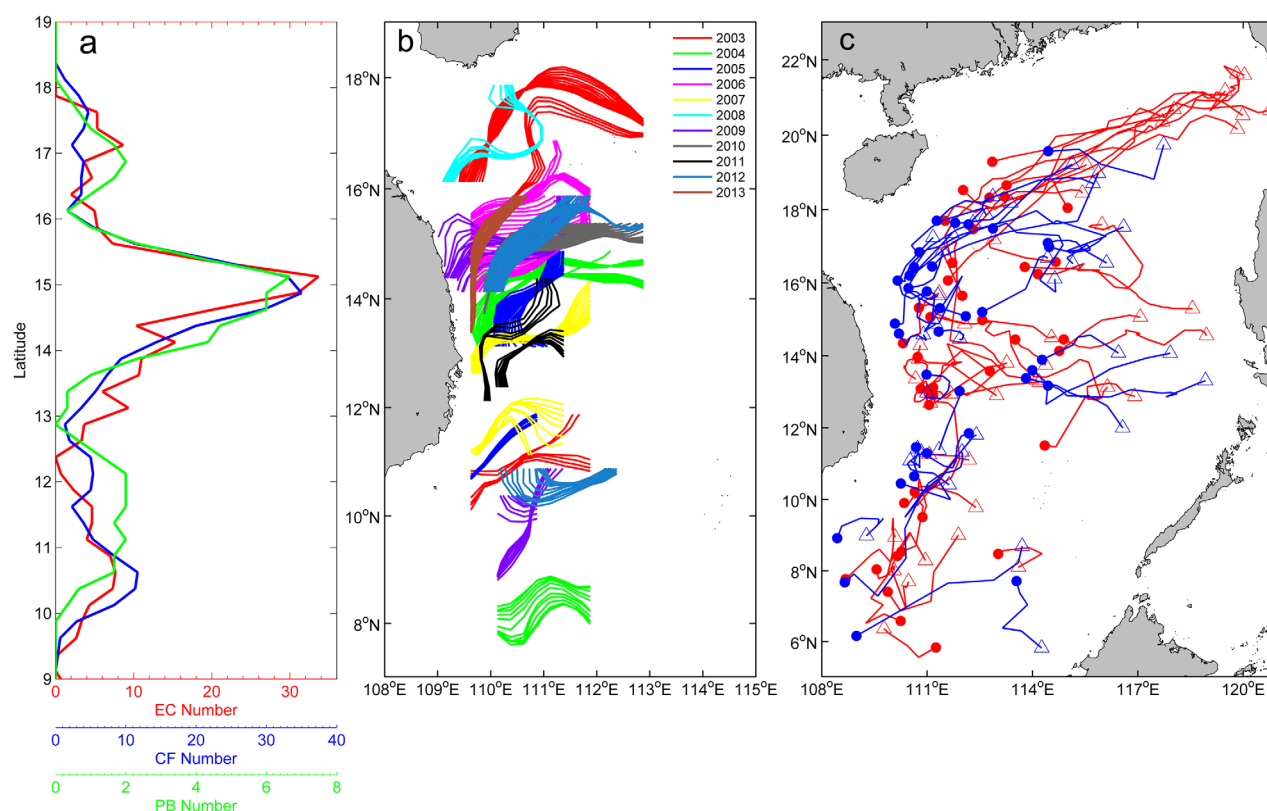 a
19
18
17
16
15
14
13
12
11
10
9
Latitude
0 10 20 30
EC Number
0 10 20 30 40
CF Number
0 2 4 6 8
PB Number
b
18°N
16°N
14°N
12°N
10°N
8°N
108°E 109°E 110°E 111°E 112°E 113°E 114°E 115°E
2003
2004
2005
2006
2007
2008
2009
2010
2011
2012
2013
c
22°N
20°N
18°N
16°N
14°N
12°N
10°N
8°N
6°N
108°E 111°E 114°E 117°E 120°E